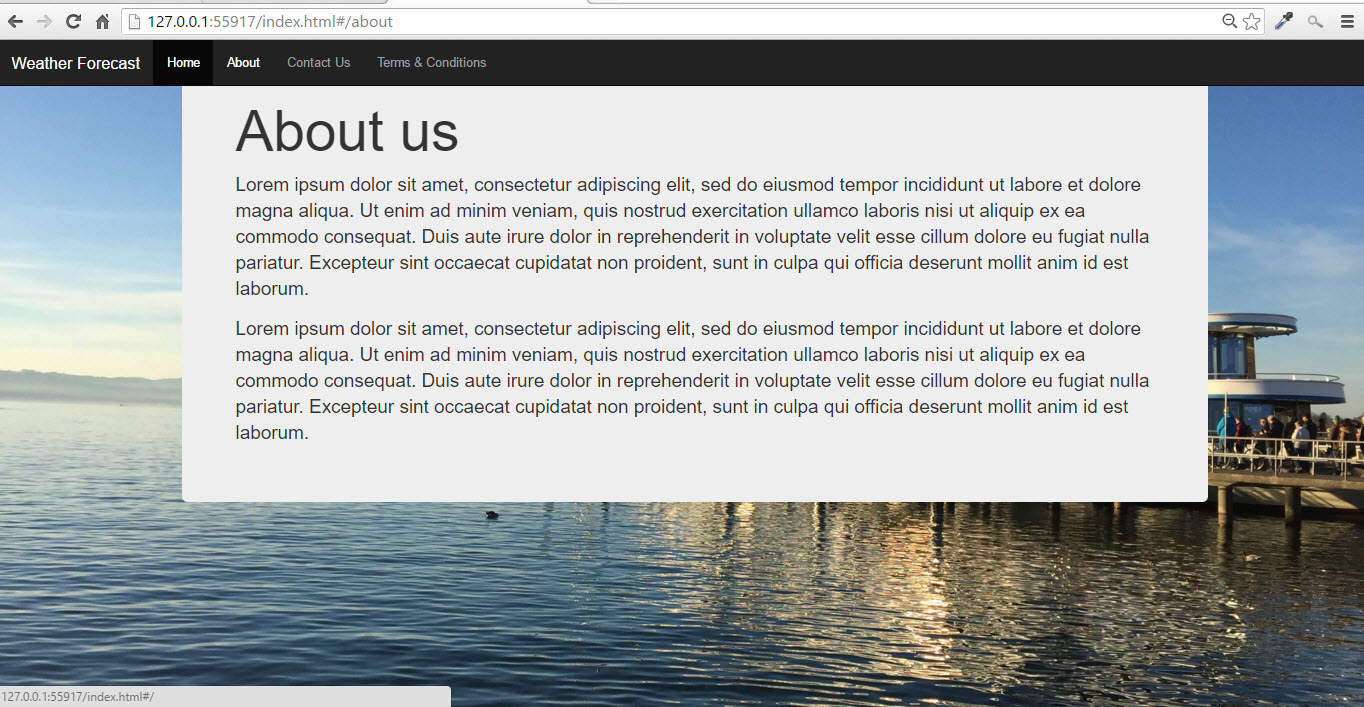 127.0.0.1:55917/index.html#/about
Weather Forecast Home About Contact Us Terms & Conditions
About us
Lorem ipsum dolor sit amet, consectetur adipiscing elit, sed do eiusmod tempor incididunt ut labore et dolore
magna aliqua. Ut enim ad minim veniam, quis nostrud exercitation ullamco laboris nisi ut aliquip ex ea
commodo consequat. Duis aute irure dolor in reprehenderit in voluptate velit esse cillum dolore eu fugiat nulla
pariatur. Excepteur sint occaecat cupidatat non proident, sunt in culpa qui officia deserunt mollit anim id est
laborum.
Lorem ipsum dolor sit amet, consectetur adipiscing elit, sed do eiusmod tempor incididunt ut labore et dolore
magna aliqua. Ut enim ad minim veniam, quis nostrud exercitation ullamco laboris nisi ut aliquip ex ea
commodo consequat. Duis aute irure dolor in reprehenderit in voluptate velit esse cillum dolore eu fugiat nulla
pariatur. Excepteur sint occaecat cupidatat non proident, sunt in culpa qui officia deserunt mollit anim id est
laborum.
127.0.0.1:55917/index.html#/